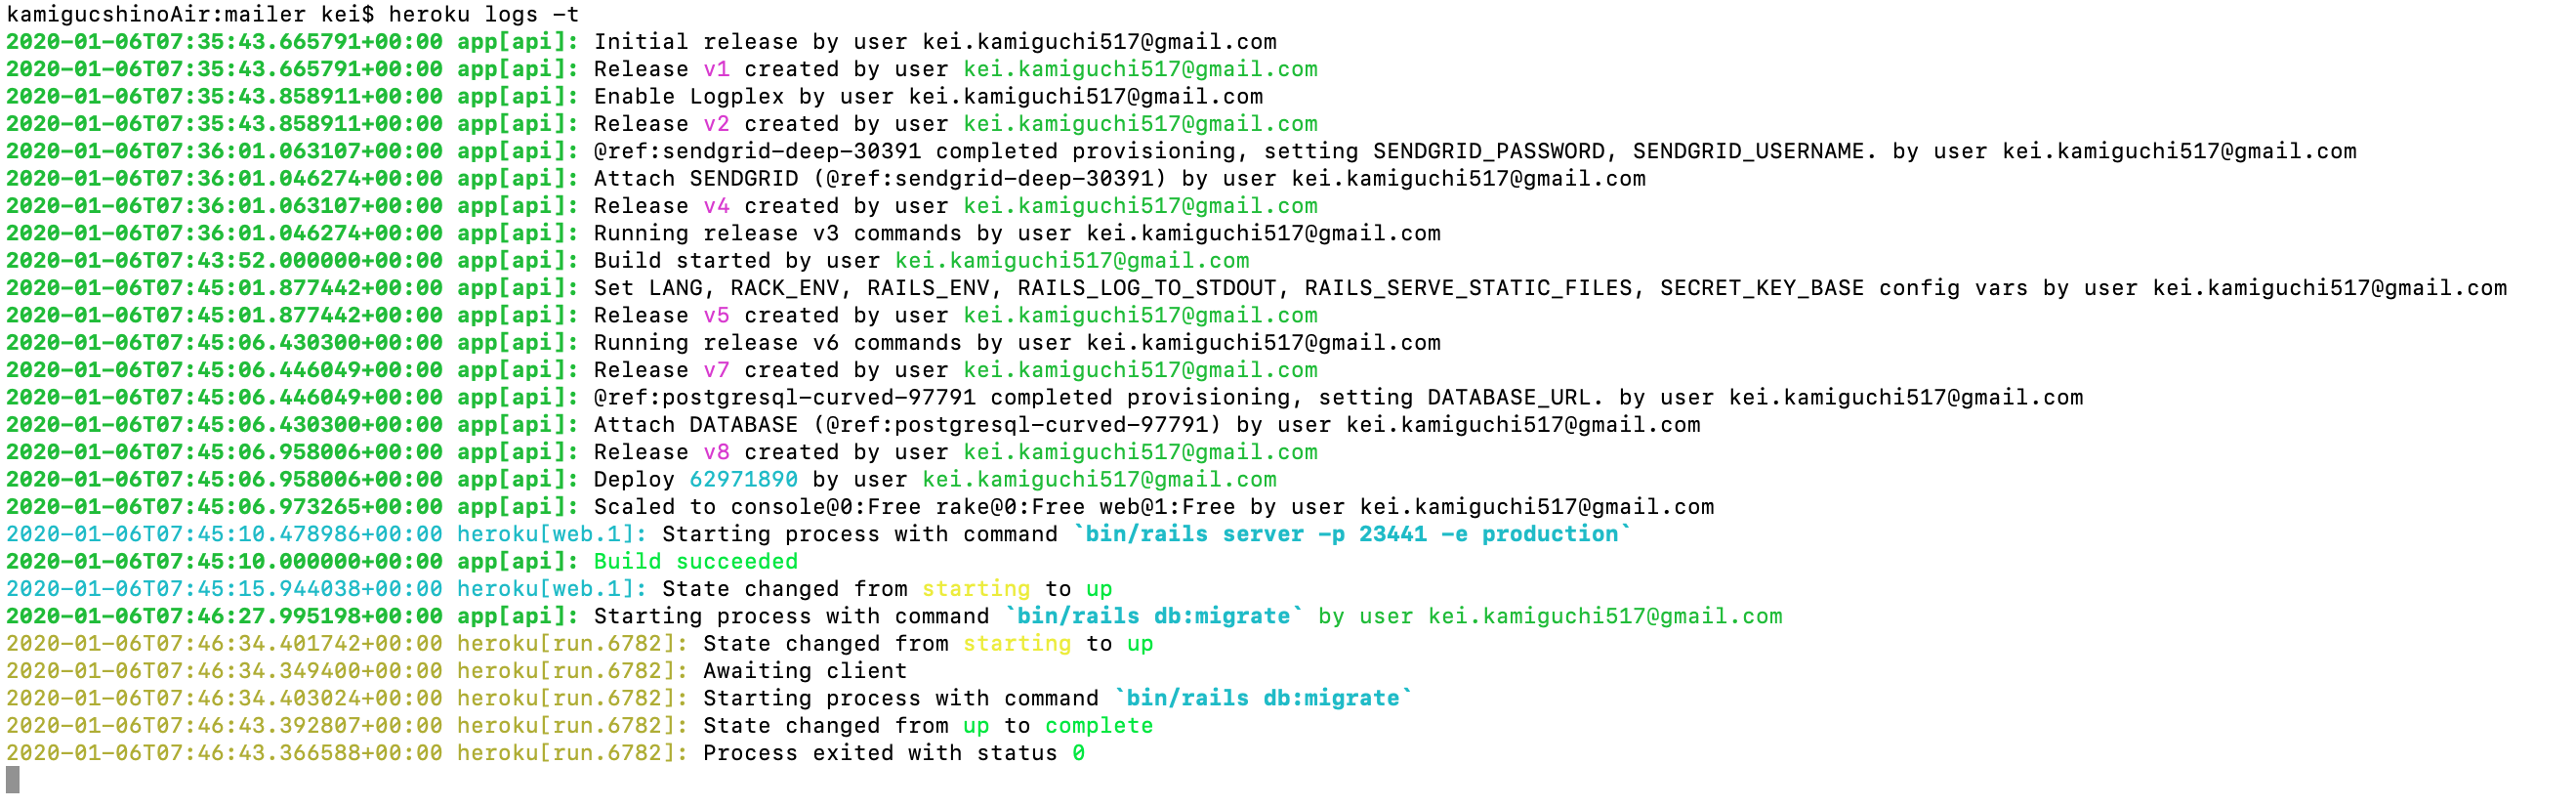 kamigucshinoAir:mailer kei$ heroku logs -t
2020-01-06T07:35:43.665791+00:00 app[api]: Initial release by user kei.kamiguchi517@gmail.com
2020-01-06T07:35:43.665791+00:00 app[api]: Release v1 created by user kei.kamiguchi517@gmail.com
2020-01-06T07:35:43.858911+00:00 app[api]: Enable Logplex by user kei.kamiguchi517@gmail.com
2020-01-06T07:35:43.858911+00:00 app[api]: Release v2 created by user kei.kamiguchi517@gmail.com
2020-01-06T07:36:01.063107+00:00 app[api]: @ref:sendgrid-deep-30391 completed provisioning, setting SENDGRID_PASSWORD, SENDGRID_USERNAME. by user kei.kamiguchi517@gmail.com
2020-01-06T07:36:01.046274+00:00 app[api]: Attach SENDGRID (@ref:sendgrid-deep-30391) by user kei.kamiguchi517@gmail.com
2020-01-06T07:36:01.063107+00:00 app[api]: Release v4 created by user kei.kamiguchi517@gmail.com
2020-01-06T07:36:01.046274+00:00 app[api]: Running release v3 commands by user kei.kamiguchi517@gmail.com
2020-01-06T07:43:52.000000+00:00 app[api]: Build started by user kei.kamiguchi517@gmail.com
2020-01-06T07:45:01.877442+00:00 app[api]: Set LANG, RACK_ENV, RAILS_ENV, RAILS_LOG_TO_STDOUT, RAILS_SERVE_STATIC_FILES, SECRET_KEY_BASE config vars by user kei.kamiguchi517@gmail.com
2020-01-06T07:45:01.877442+00:00 app[api]: Release v5 created by user kei.kamiguchi517@gmail.com
2020-01-06T07:45:06.430300+00:00 app[api]: Running release v6 commands by user kei.kamiguchi517@gmail.com
2020-01-06T07:45:06.446049+00:00 app[api]: Release v7 created by user kei.kamiguchi517@gmail.com
2020-01-06T07:45:06.446049+00:00 app[api]: @ref:postgresql-curved-97791 completed provisioning, setting DATABASE_URL. by user kei.kamiguchi517@gmail.com
2020-01-06T07:45:06.430300+00:00 app[api]: Attach DATABASE (@ref:postgresql-curved-97791) by user kei.kamiguchi517@gmail.com
2020-01-06T07:45:06.958006+00:00 app[api]: Release v8 created by user kei.kamiguchi517@gmail.com
2020-01-06T07:45:06.958006+00:00 app[api]: Deploy 62971890 by user kei.kamiguchi517@gmail.com
2020-01-06T07:45:06.973265+00:00 app[api]: Scaled to console@0:Free rake@0:Free web@1:Free by user kei.kamiguchi517@gmail.com
2020-01-06T07:45:10.478986+00:00 heroku[web.1]: Starting process with command `bin/rails server -p 23441 -e production`
2020-01-06T07:45:10.000000+00:00 app[api]: Build succeeded
2020-01-06T07:45:15.944038+00:00 heroku[web.1]: State changed from starting to up
2020-01-06T07:46:27.995198+00:00 app[api]: Starting process with command `bin/rails db:migrate` by user kei.kamiguchi517@gmail.com
2020-01-06T07:46:34.401742+00:00 heroku[run.6782]: State changed from starting to up
2020-01-06T07:46:34.349400+00:00 heroku[run.6782]: Awaiting client
2020-01-06T07:46:34.403024+00:00 heroku[run.6782]: Starting process with command `bin/rails db:migrate`
2020-01-06T07:46:43.392807+00:00 heroku[run.6782]: State changed from up to complete
2020-01-06T07:46:43.366588+00:00 heroku[run.6782]: Process exited with status 0